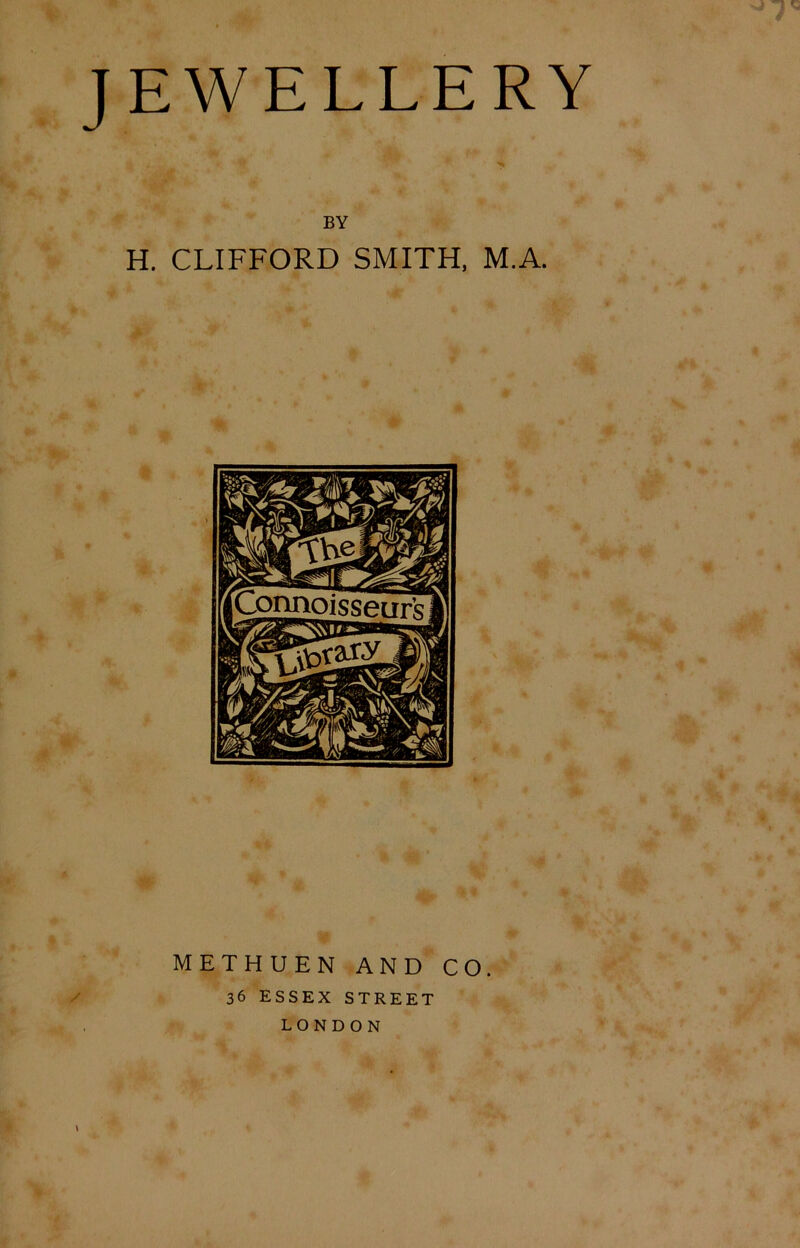 JEWELLERY
BY
H. CLIFFORD SMITH, M.A.
The
Connoisseur's
Library
METHUEN AND CO.
36 ESSEX STREET
LONDON